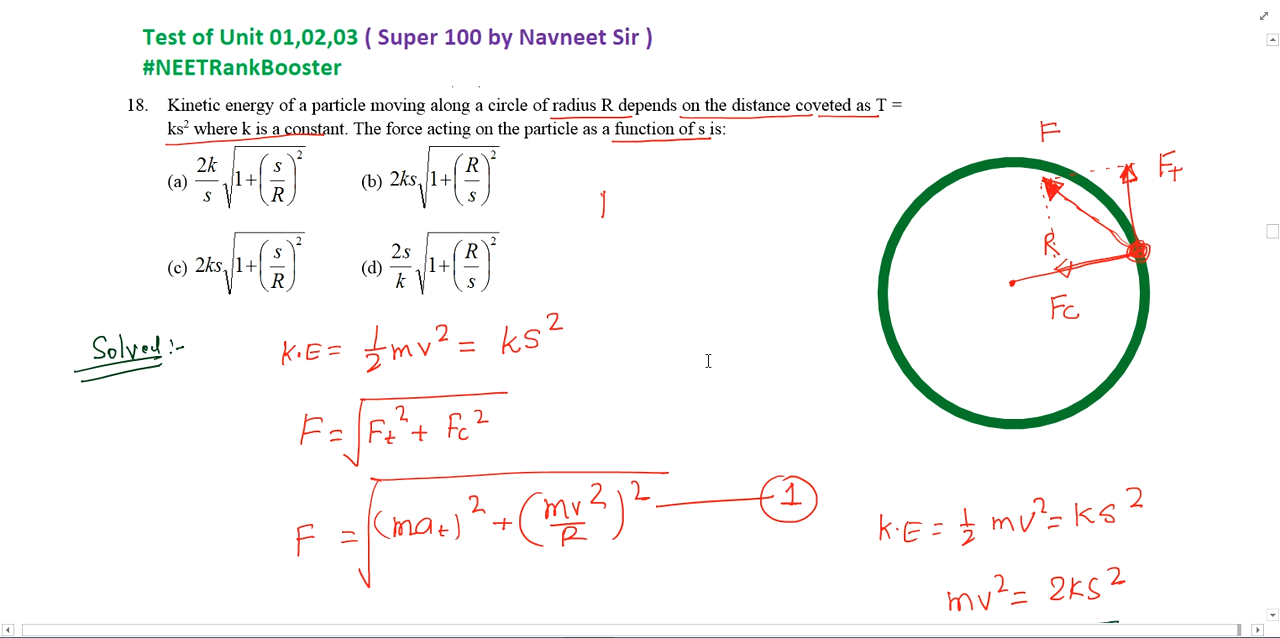 Test of Unit 01,02,03 ( Super 100 by Navneet Sir )
#NEETRankBooster
18. Kinetic energy of a particle moving along a circle of radius R depends on the distance coveted as T =
ks² where k is a constant. The force acting on the particle as a function of s is:
(a) 2k/s √(1+(s/R)²) (b) 2ks√(1+(R/s)²)
(c) 2ks√(1+(s/R)²) (d) 2s/k √(1+(R/s)²)
F
Ft
R
Fc
Solved :-
K.E = 1/2 mv² = ks²
F = √(Ft² + Fc²)
F = √((mat)² + (mv²/R)²) 1
K.E = 1/2 mv² = ks²
mv² = 2ks²